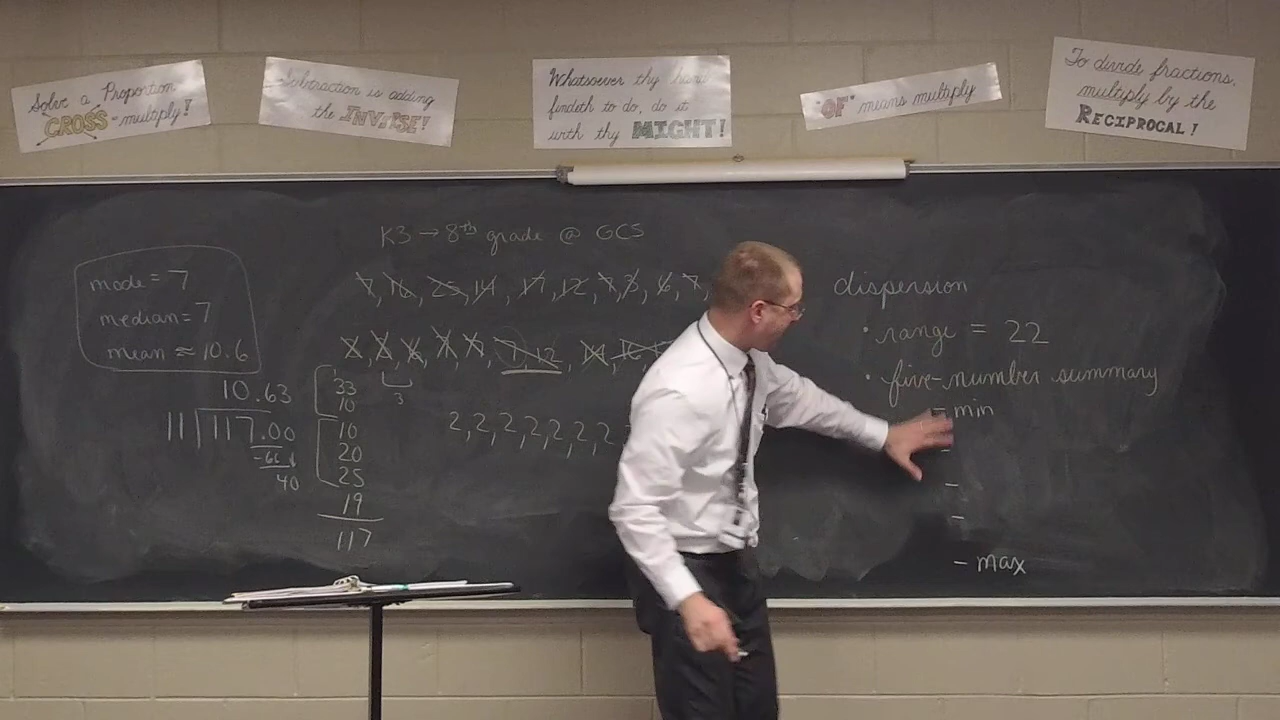 Solve a Proportion
CROSS-multiply!
Subtraction is adding
the INVERSE!
Whatsoever thy hand
findeth to do, do it
with thy MIGHT!
"OF" means multiply
To divide fractions,
multiply by the
RECIPROCAL!
K3 → 8th grade @ GCS
mode = 7
median = 7
mean ≈ 10.6
10.63
11 117.00
-66
40
33
10
10
20
25
19
117
3
2,2,2,2,2,2,2
dispersion
• range = 22
• five-number summary
- min
-
-
-
- max